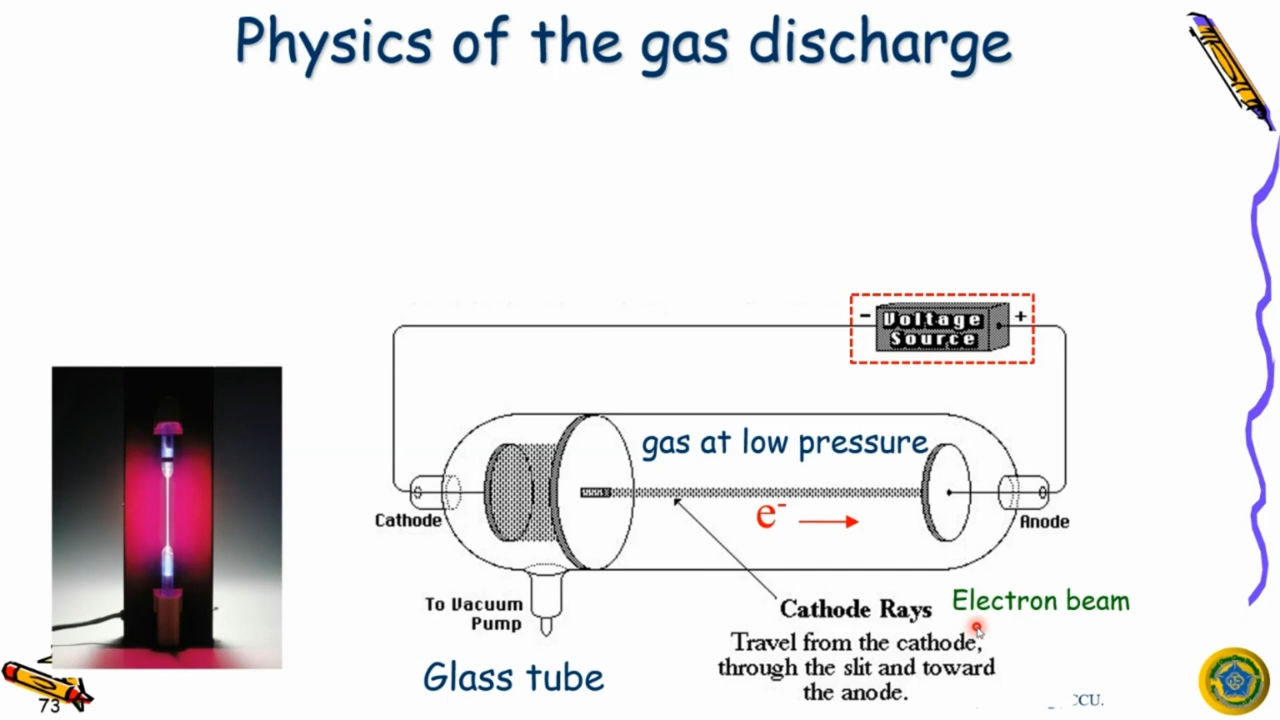 Physics of the gas discharge
- Voltage Source +
gas at low pressure
e- →
Cathode
Anode
To Vacuum
Pump
Cathode Rays
Electron beam
Travel from the cathode,
through the slit and toward
the anode.
Glass tube
73
CCU.